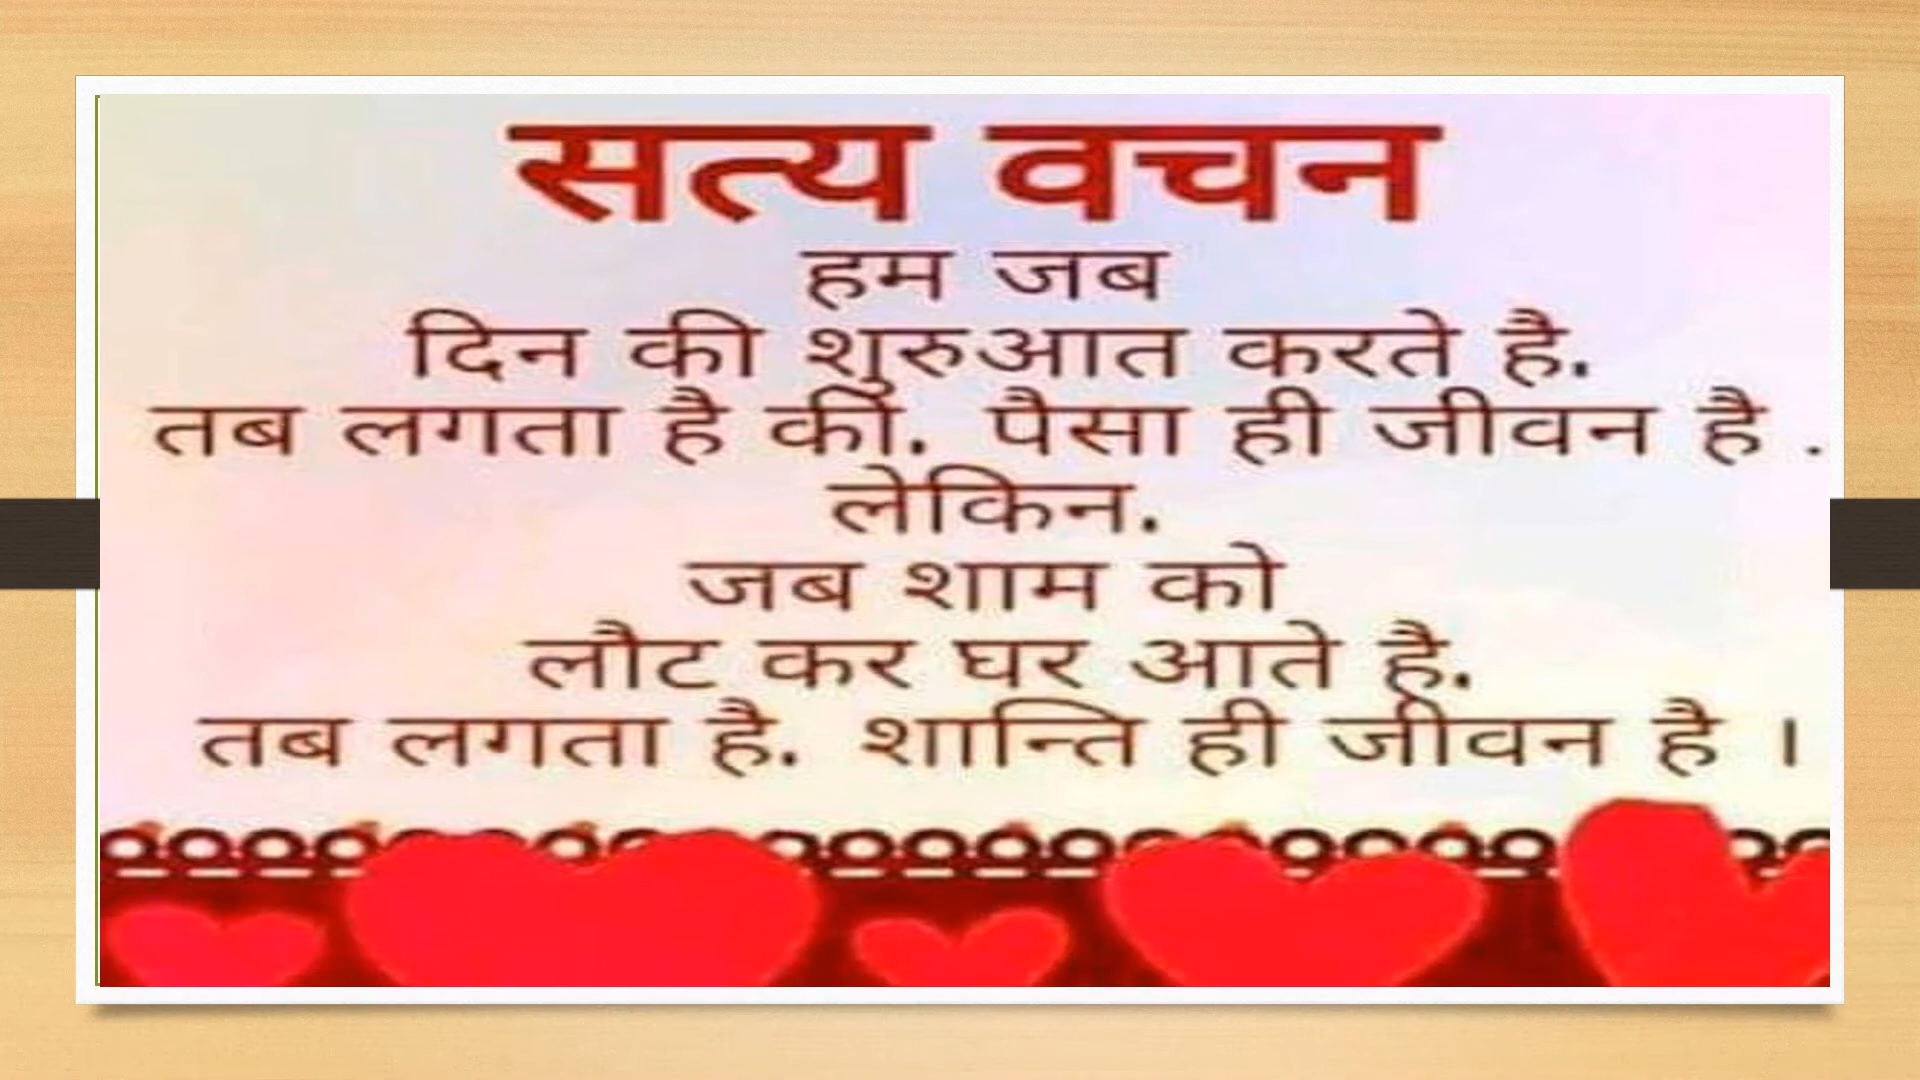 सत्य वचन
हम जब
दिन की शुरुआत करते है.
तब लगता है की. पैसा ही जीवन है .
लेकिन.
जब शाम को
लौट कर घर आते है.
तब लगता है. शान्ति ही जीवन है ।